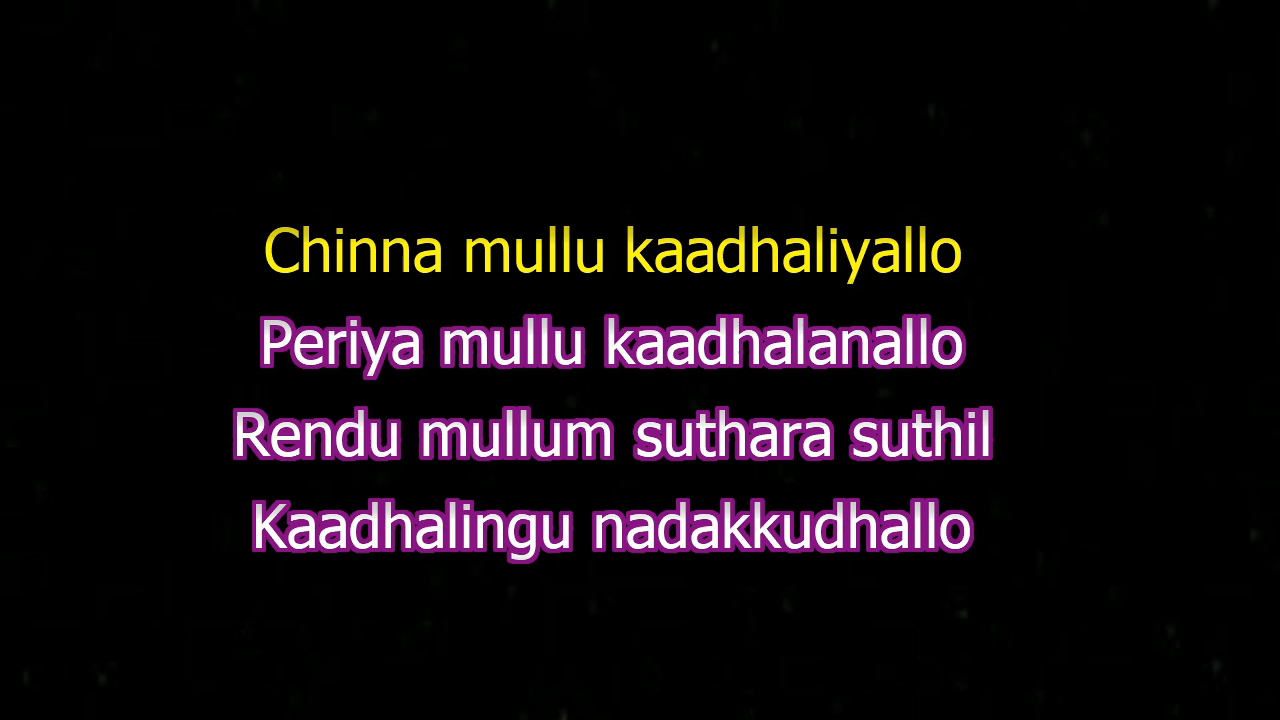 Chinna mullu kaadhaliyallo
Periya mullu kaadhalanallo
Rendu mullum suthara suthil
Kaadhalingu nadakkudhallo